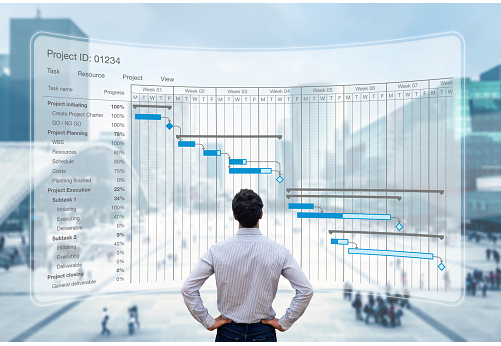 Project ID: 01234
Task Resource Project View
Task name Progress Week 01 Week 02 Week 03 Week 04 Week 05 Week 06 Week 07 Week
M T W T F M T W T F M T W T F M T W T F M T W T F M T W T F M T W T F M
Project initiating 100%
Create Project Charter 100%
GO / NO GO 100%
Project Planning 78%
WBS 100%
Resources 80%
Schedule 80%
Costs 75%
Planning finished 0%
Project Execution 22%
Subtask 1 34%
Initiating 100%
Executing 40%
Deliverable 0%
Subtask 2 9%
Initiating 40%
Executing 0%
Deliverable 0%
Project closing 0%
General deliverable 0%